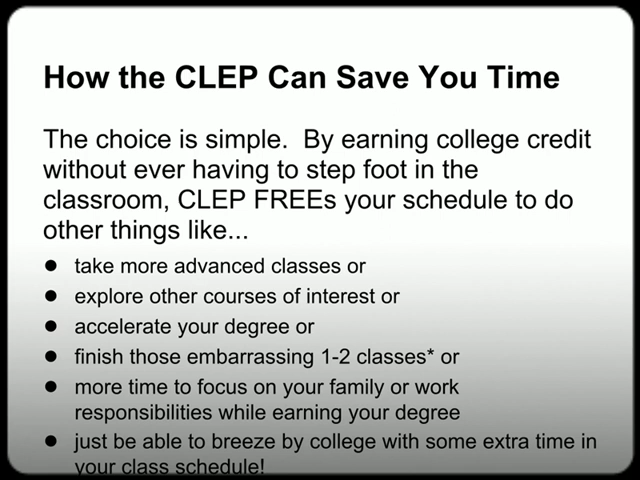 How the CLEP Can Save You Time
The choice is simple.  By earning college credit
without ever having to step foot in the
classroom, CLEP FREEs your schedule to do
other things like...
● take more advanced classes or
● explore other courses of interest or
● accelerate your degree or
● finish those embarrassing 1-2 classes* or
● more time to focus on your family or work
responsibilities while earning your degree
● just be able to breeze by college with some extra time in
your class schedule!